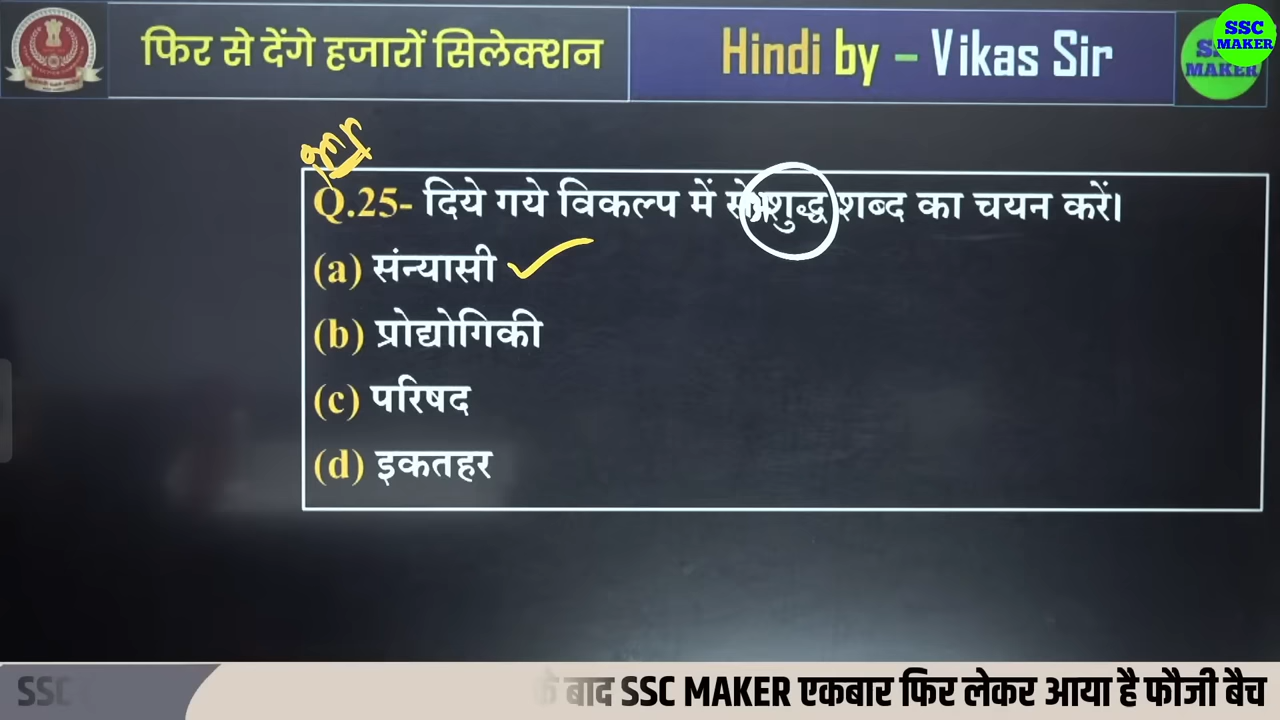 फिर से देंगे हजारों सिलेक्शन
Hindi by – Vikas Sir
SSC
MAKER
MAKER
Q.25- दिये गये विकल्प में से शुद्ध शब्द का चयन करें।
(a) संन्यासी
(b) प्रोद्योगिकी
(c) परिषद
(d) इकतहर
SSC
के बाद SSC MAKER एकबार फिर लेकर आया है फौजी बैच